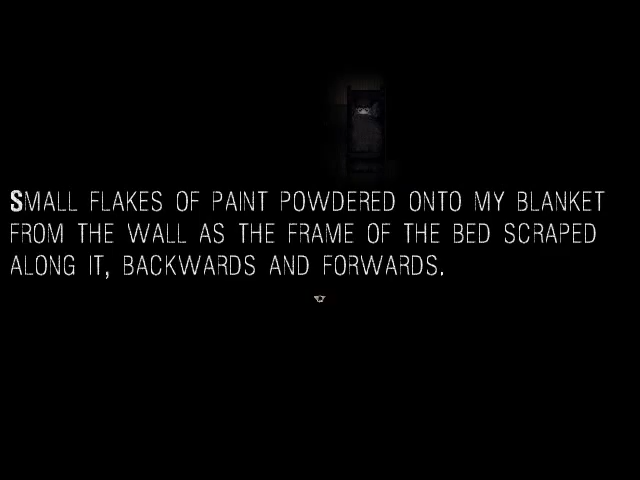 SMALL FLAKES OF PAINT POWDERED ONTO MY BLANKET
FROM THE WALL AS THE FRAME OF THE BED SCRAPED
ALONG IT, BACKWARDS AND FORWARDS.